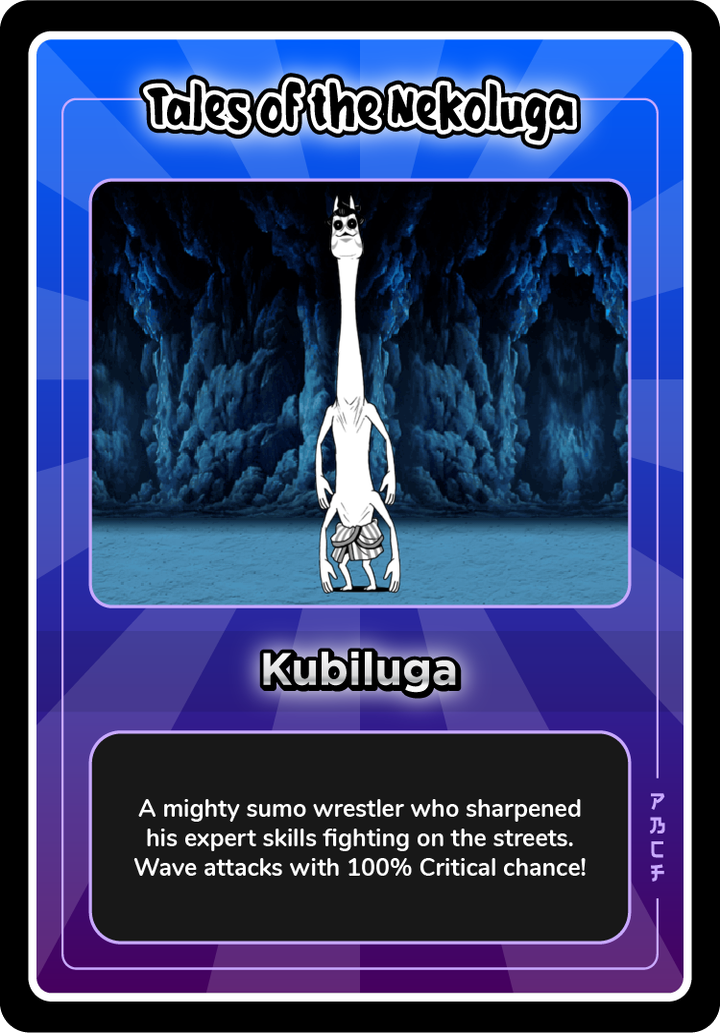 Tales of the Nekoluga
Kubiluga
A mighty sumo wrestler who sharpened
his expert skills fighting on the streets.
Wave attacks with 100% Critical chance!